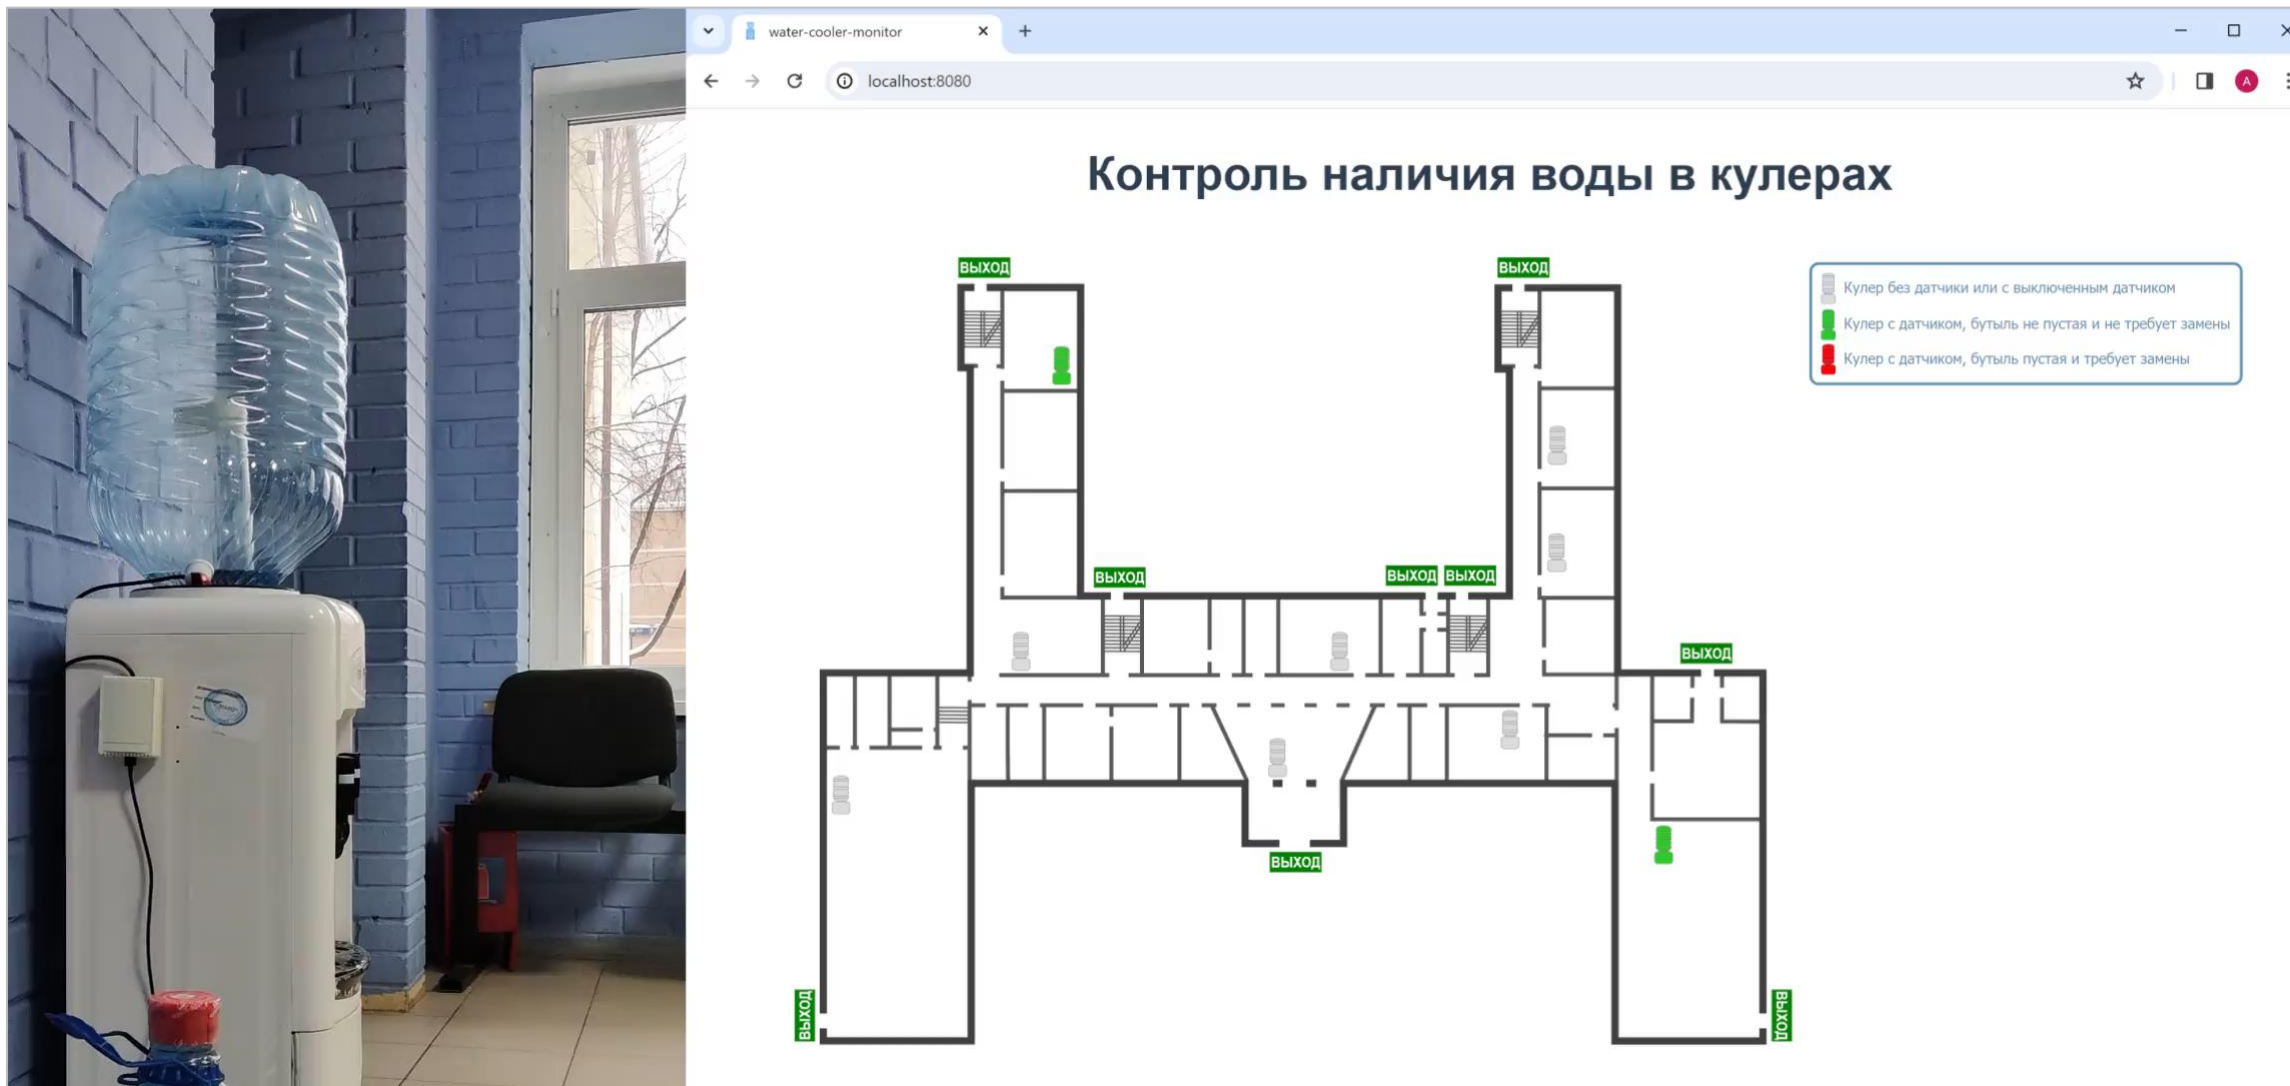 water-cooler-monitor
localhost:8080
A
Контроль наличия воды в кулерах
ВЫХОД
ВЫХОД
Кулер без датчики или с выключенным датчиком
Кулер с датчиком, бутыль не пустая и не требует замены
Кулер с датчиком, бутыль пустая и требует замены
ВЫХОД
ВЫХОД
ВЫХОД
ВЫХОД
ВЫХОД
ВЫХОД
ВЫХОД